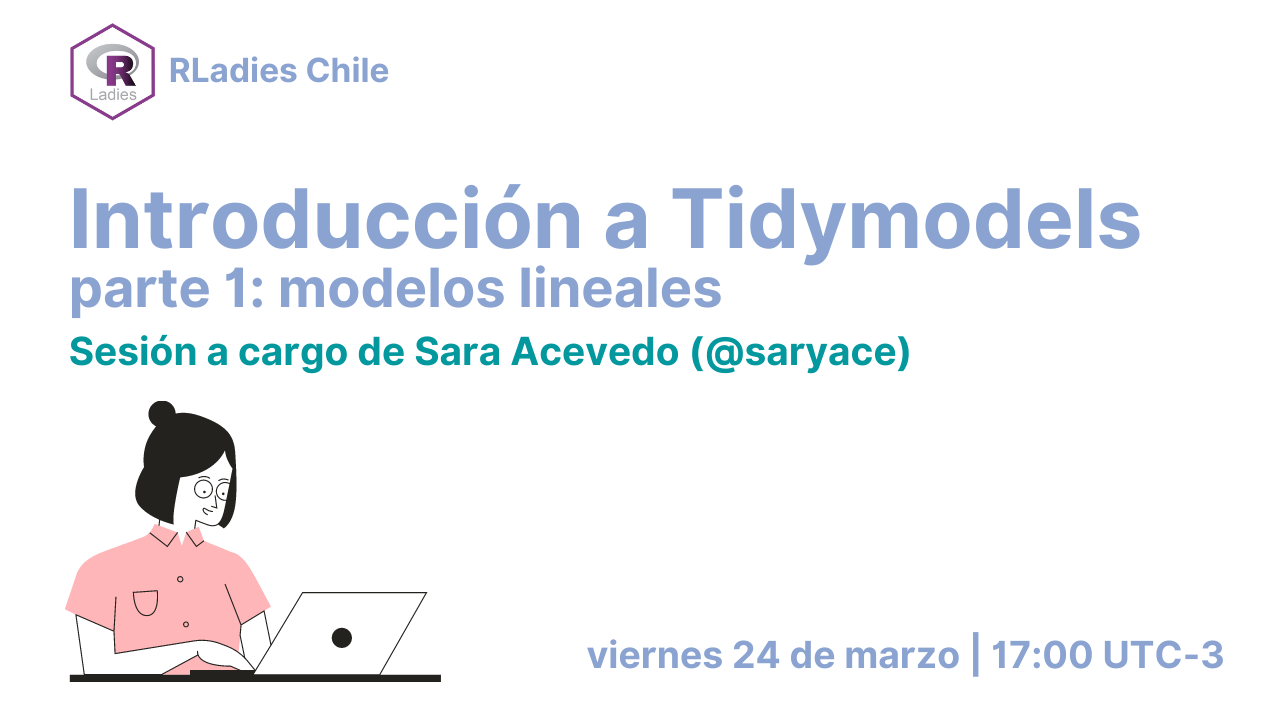 R
Ladies
RLadies Chile
Introducción a Tidymodels
parte 1: modelos lineales
Sesión a cargo de Sara Acevedo (@saryace)
viernes 24 de marzo | 17:00 UTC-3